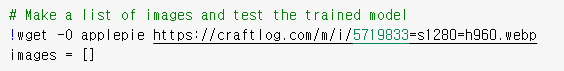 # Make a list of images and test the trained model
!wget -O applepie https://craftlog.com/m/i/5719833=s1280=h960.webp
images = []